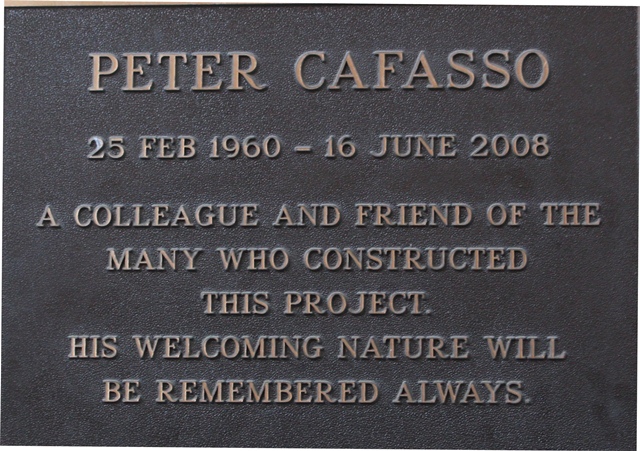 PETER CAFASSO
25 FEB 1960 – 16 JUNE 2008
A COLLEAGUE AND FRIEND OF THE
MANY WHO CONSTRUCTED
THIS PROJECT.
HIS WELCOMING NATURE WILL
BE REMEMBERED ALWAYS.